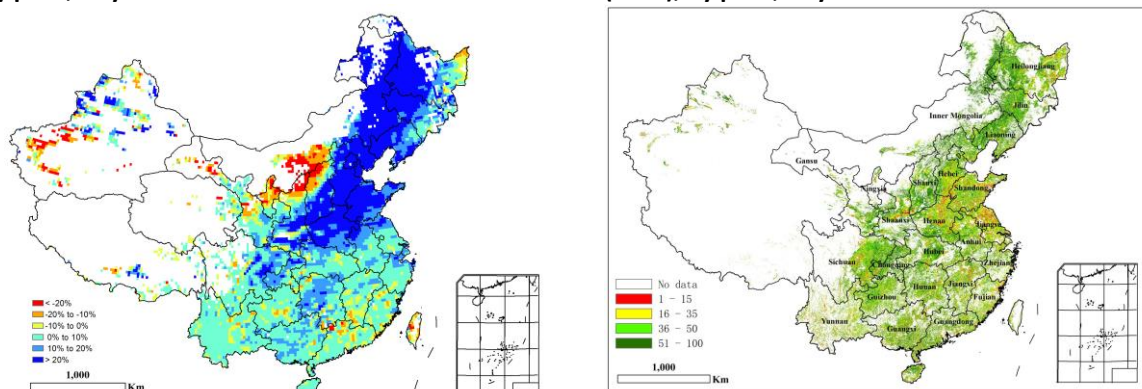 < -20%
-20% to -10%
-10% to 0%
0% to 10%
10% to 20%
> 20%
1,000
Km
Heilongjiang
Jilin
Inner Mongolia
Liaoning
Gansu
Hebei
Ningxia
Shanxi
Shandong
Shaanxi
Henan
Jiangsu
Anhui
Hubei
Sichuan
Chongqing
Zhejiang
Hunan
Jiangxi
Guizhou
Fujian
Yunnan
Guangxi
Guangdong
No data
1 - 15
16 - 35
36 - 50
51 - 100
1,000
Km